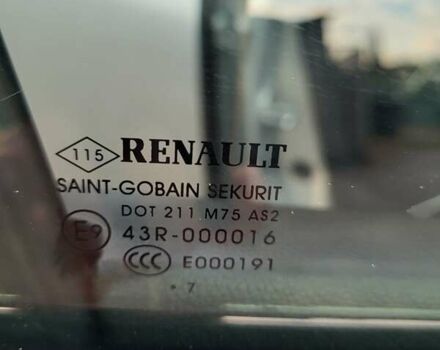 115 RENAULT
SAINT-GOBAIN SEKURIT
DOT 211 M75 AS2
E9 43R-000016
CCC E000191
• 7